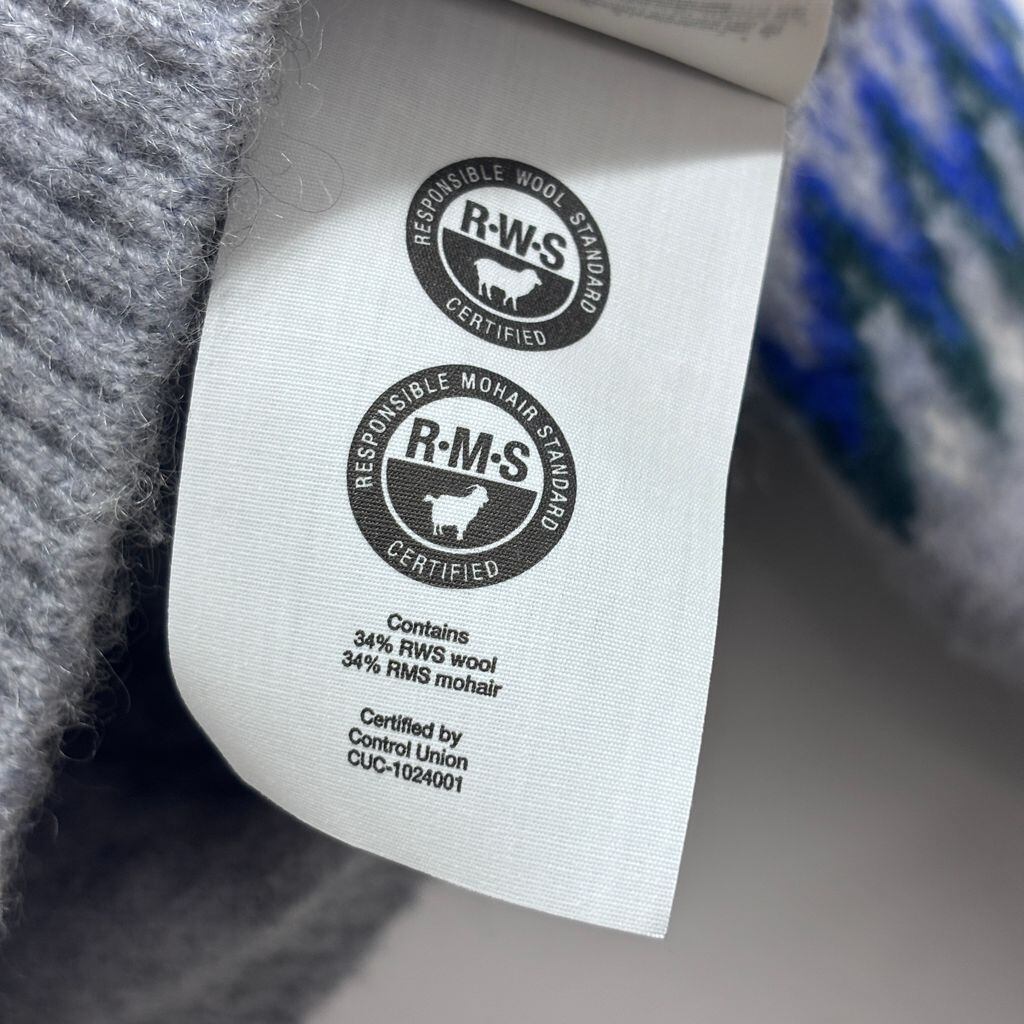 RESPONSIBLE WOOL STANDARD
R·W·S
CERTIFIED
RESPONSIBLE MOHAIR STANDARD
R·M·S
CERTIFIED
Contains
34% RWS wool
34% RMS mohair
Certified by
Control Union
CUC-1024001